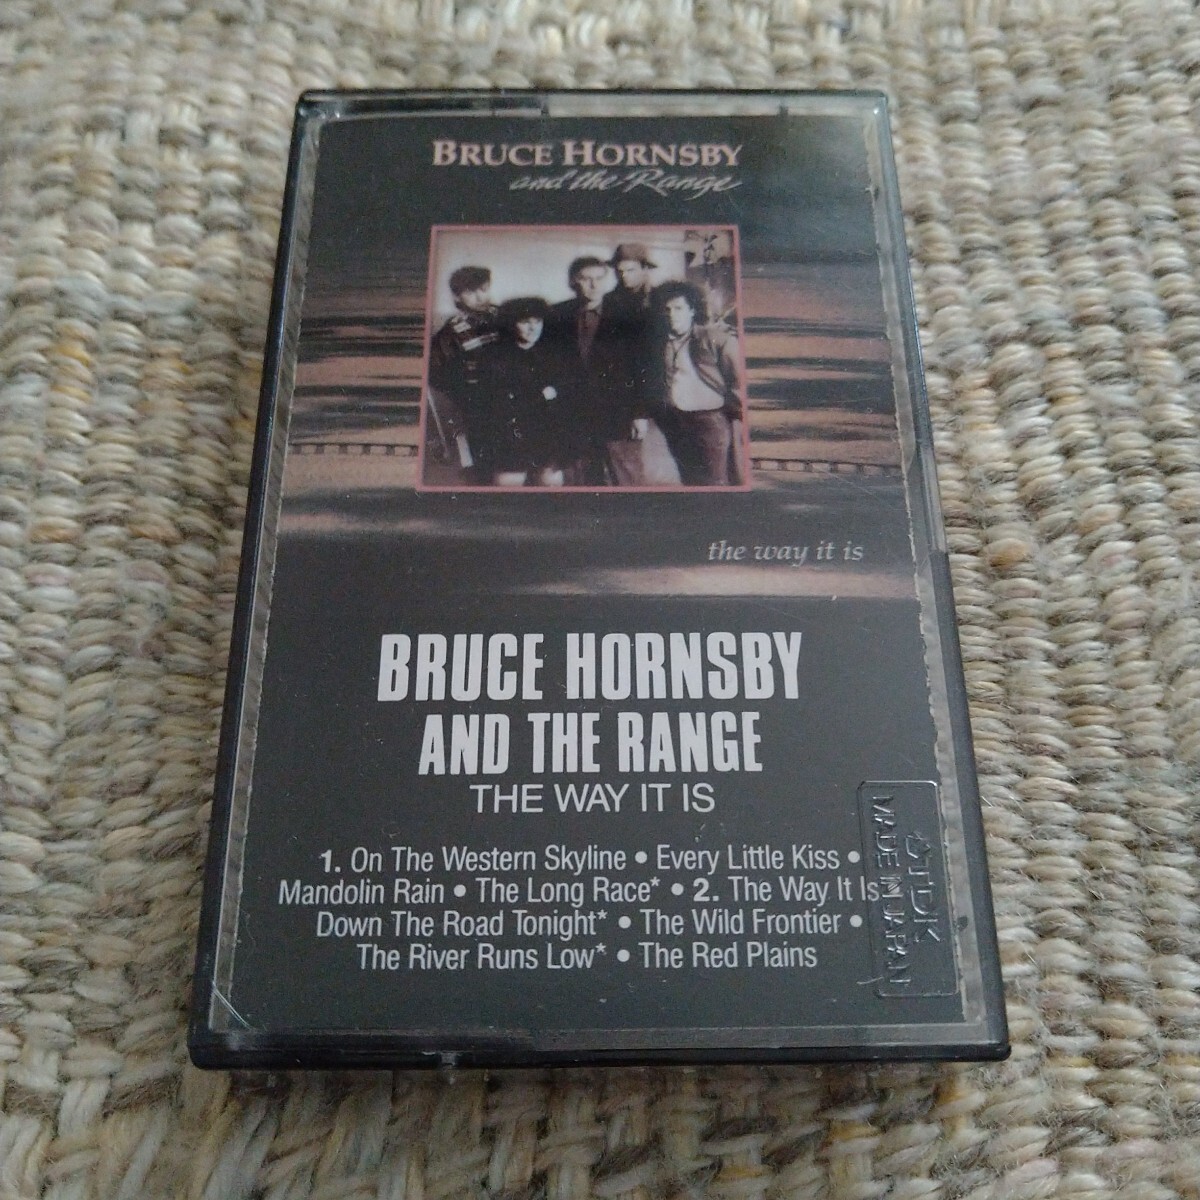 BRUCE HORNSBY
and the Range
the way it is
BRUCE HORNSBY
AND THE RANGE
THE WAY IT IS
1. On The Western Skyline • Every Little Kiss •
Mandolin Rain • The Long Race* • 2. The Way It Is
Down The Road Tonight* • The Wild Frontier •
The River Runs Low* • The Red Plains
TDK
MADE IN JAPAN